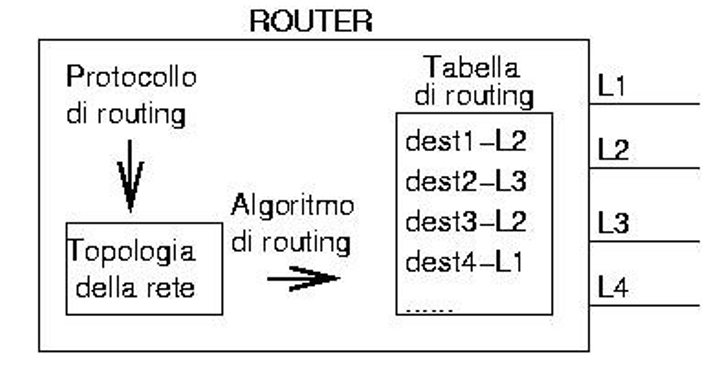 ROUTER
Protocollo
di routing
Topologia
della rete
Algoritmo
di routing
Tabella
di routing
dest1–L2
dest2–L3
dest3–L2
dest4–L1
......
L1
L2
L3
L4